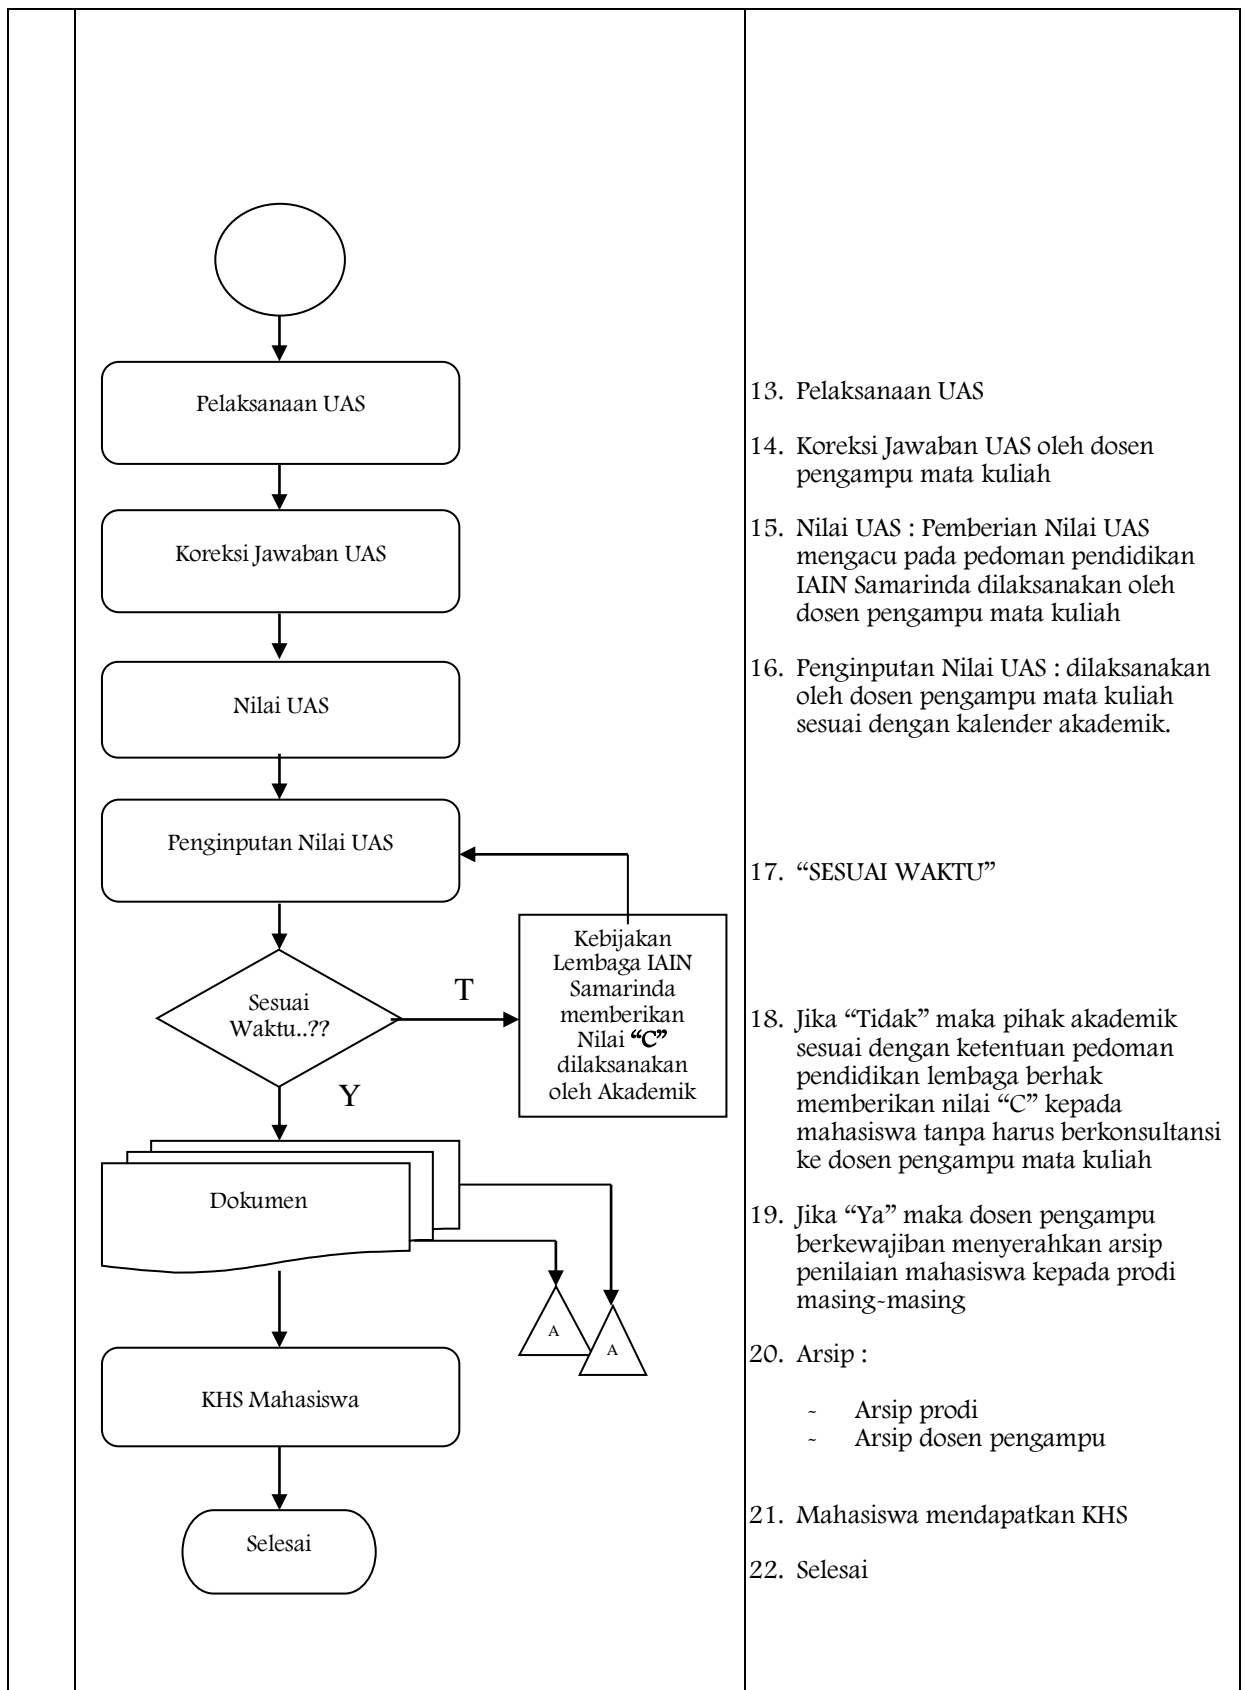 Pelaksanaan UAS
Koreksi Jawaban UAS
Nilai UAS
Penginputan Nilai UAS
Sesuai
Waktu..??
T
Kebijakan
Lembaga IAIN
Samarinda
memberikan
Nilai “C”
dilaksanakan
oleh Akademik
Y
Dokumen
A
A
KHS Mahasiswa
Selesai
13. Pelaksanaan UAS
14. Koreksi Jawaban UAS oleh dosen
pengampu mata kuliah
15. Nilai UAS : Pemberian Nilai UAS
mengacu pada pedoman pendidikan
IAIN Samarinda dilaksanakan oleh
dosen pengampu mata kuliah
16. Penginputan Nilai UAS : dilaksanakan
oleh dosen pengampu mata kuliah
sesuai dengan kalender akademik.
17. “SESUAI WAKTU”
18. Jika “Tidak” maka pihak akademik
sesuai dengan ketentuan pedoman
pendidikan lembaga berhak
memberikan nilai “C” kepada
mahasiswa tanpa harus berkonsultansi
ke dosen pengampu mata kuliah
19. Jika “Ya” maka dosen pengampu
berkewajiban menyerahkan arsip
penilaian mahasiswa kepada prodi
masing-masing
20. Arsip :
- Arsip prodi
- Arsip dosen pengampu
21. Mahasiswa mendapatkan KHS
22. Selesai